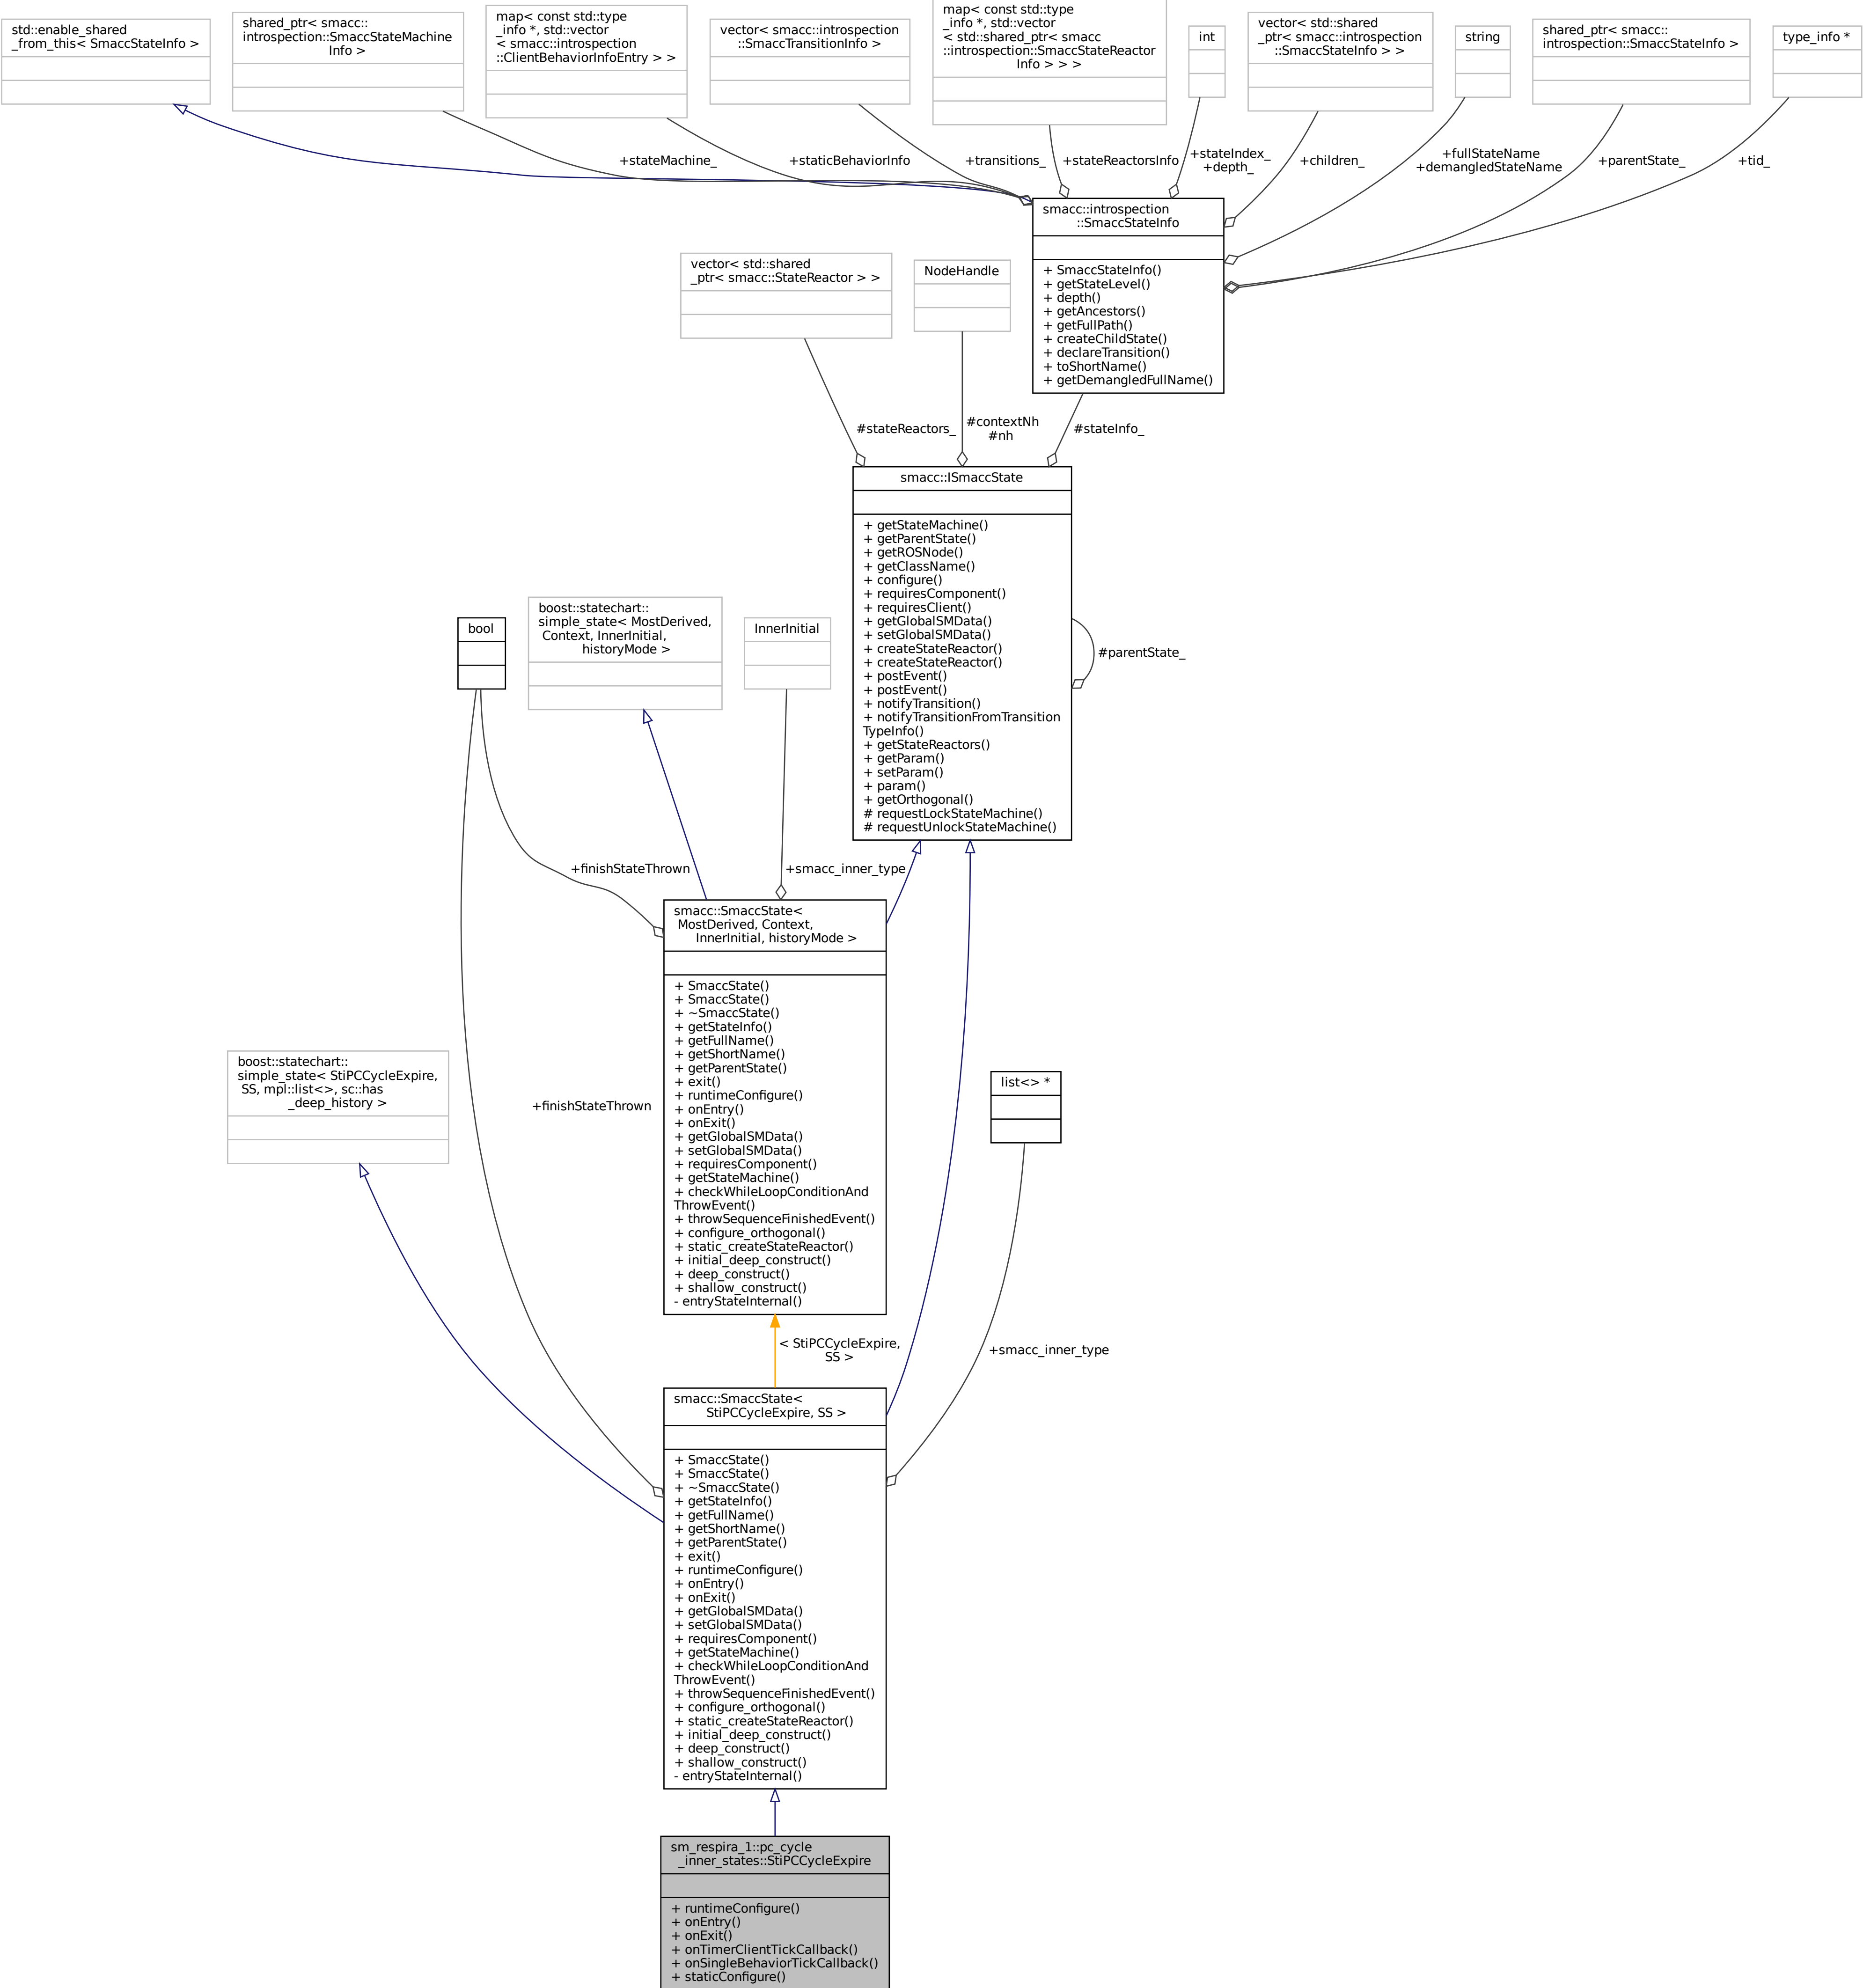 std::enable_shared
_from_this< SmaccStateInfo >
shared_ptr< smacc::
introspection::SmaccStateMachine
Info >
map< const std::type
_info *, std::vector
< smacc::introspection
::ClientBehaviorInfoEntry > >
vector< smacc::introspection
::SmaccTransitionInfo >
map< const std::type
_info *, std::vector
< std::shared_ptr< smacc
::introspection::SmaccStateReactor
Info > > >
int
vector< std::shared
_ptr< smacc::introspection
::SmaccStateInfo > >
string
shared_ptr< smacc::
introspection::SmaccStateInfo >
type_info *
+stateMachine_
+staticBehaviorInfo
+transitions_
+stateReactorsInfo
+stateIndex_
+depth_
+children_
+fullStateName
+demangledStateName
+parentState_
+tid_
smacc::introspection
::SmaccStateInfo
+ SmaccStateInfo()
+ getStateLevel()
+ depth()
+ getAncestors()
+ getFullPath()
+ createChildState()
+ declareTransition()
+ toShortName()
+ getDemangledFullName()
vector< std::shared
_ptr< smacc::StateReactor > >
NodeHandle
#stateReactors_
#contextNh
#nh
#stateInfo_
smacc::ISmaccState
+ getStateMachine()
+ getParentState()
+ getROSNode()
+ getClassName()
+ configure()
+ requiresComponent()
+ requiresClient()
+ getGlobalSMData()
+ setGlobalSMData()
+ createStateReactor()
+ createStateReactor()
+ postEvent()
+ postEvent()
+ notifyTransition()
+ notifyTransitionFromTransition
TypeInfo()
+ getStateReactors()
+ getParam()
+ setParam()
+ param()
+ getOrthogonal()
# requestLockStateMachine()
# requestUnlockStateMachine()
#parentState_
bool
boost::statechart::
simple_state< MostDerived,
Context, InnerInitial,
historyMode >
InnerInitial
+finishStateThrown
+smacc_inner_type
smacc::SmaccState<
MostDerived, Context,
InnerInitial, historyMode >
+ SmaccState()
+ SmaccState()
+ ~SmaccState()
+ getStateInfo()
+ getFullName()
+ getShortName()
+ getParentState()
+ exit()
+ runtimeConfigure()
+ onEntry()
+ onExit()
+ getGlobalSMData()
+ setGlobalSMData()
+ requiresComponent()
+ getStateMachine()
+ checkWhileLoopConditionAnd
ThrowEvent()
+ throwSequenceFinishedEvent()
+ configure_orthogonal()
+ static_createStateReactor()
+ initial_deep_construct()
+ deep_construct()
+ shallow_construct()
- entryStateInternal()
boost::statechart::
simple_state< StiPCCycleExpire,
SS, mpl::list<>, sc::has
_deep_history >
+finishStateThrown
list<> *
< StiPCCycleExpire,
SS >
+smacc_inner_type
smacc::SmaccState<
StiPCCycleExpire, SS >
+ SmaccState()
+ SmaccState()
+ ~SmaccState()
+ getStateInfo()
+ getFullName()
+ getShortName()
+ getParentState()
+ exit()
+ runtimeConfigure()
+ onEntry()
+ onExit()
+ getGlobalSMData()
+ setGlobalSMData()
+ requiresComponent()
+ getStateMachine()
+ checkWhileLoopConditionAnd
ThrowEvent()
+ throwSequenceFinishedEvent()
+ configure_orthogonal()
+ static_createStateReactor()
+ initial_deep_construct()
+ deep_construct()
+ shallow_construct()
- entryStateInternal()
sm_respira_1::pc_cycle
_inner_states::StiPCCycleExpire
+ runtimeConfigure()
+ onEntry()
+ onExit()
+ onTimerClientTickCallback()
+ onSingleBehaviorTickCallback()
+ staticConfigure()